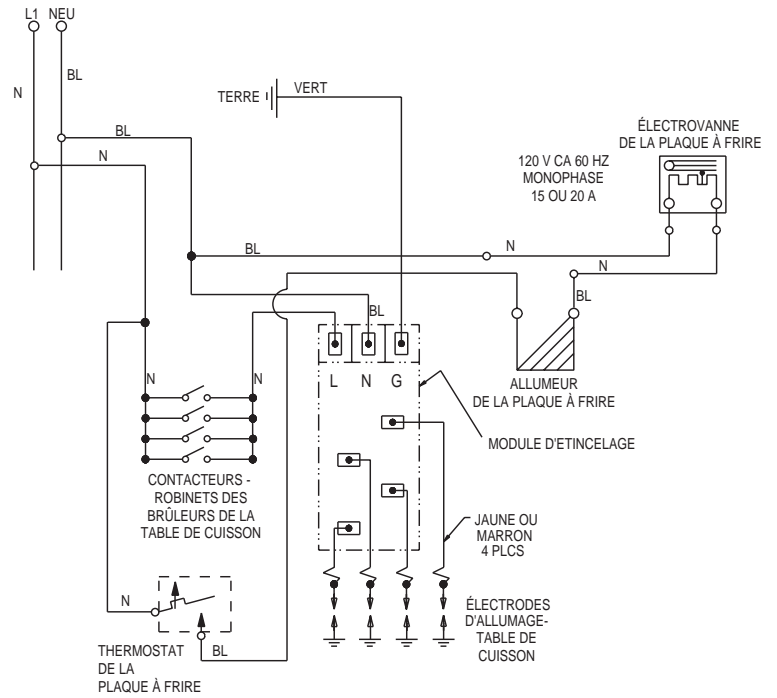 L1 NEU
N
BL
TERRE
VERT
BL
N
ÉLECTROVANNE
DE LA PLAQUE À FRIRE
120 V CA 60 HZ
MONOPHASE
15 OU 20 A
BL
N
N
BL
BL
N
N
L N G
ALLUMEUR
DE LA PLAQUE À FRIRE
MODULE D'ETINCELAGE
CONTACTEURS -
ROBINETS DES
BRÛLEURS DE LA
TABLE DE CUISSON
JAUNE OU
MARRON
4 PLCS
N
BL
THERMOSTAT
DE LA
PLAQUE À FRIRE
ÉLECTRODES
D'ALLUMAGE-
TABLE DE
CUISSON